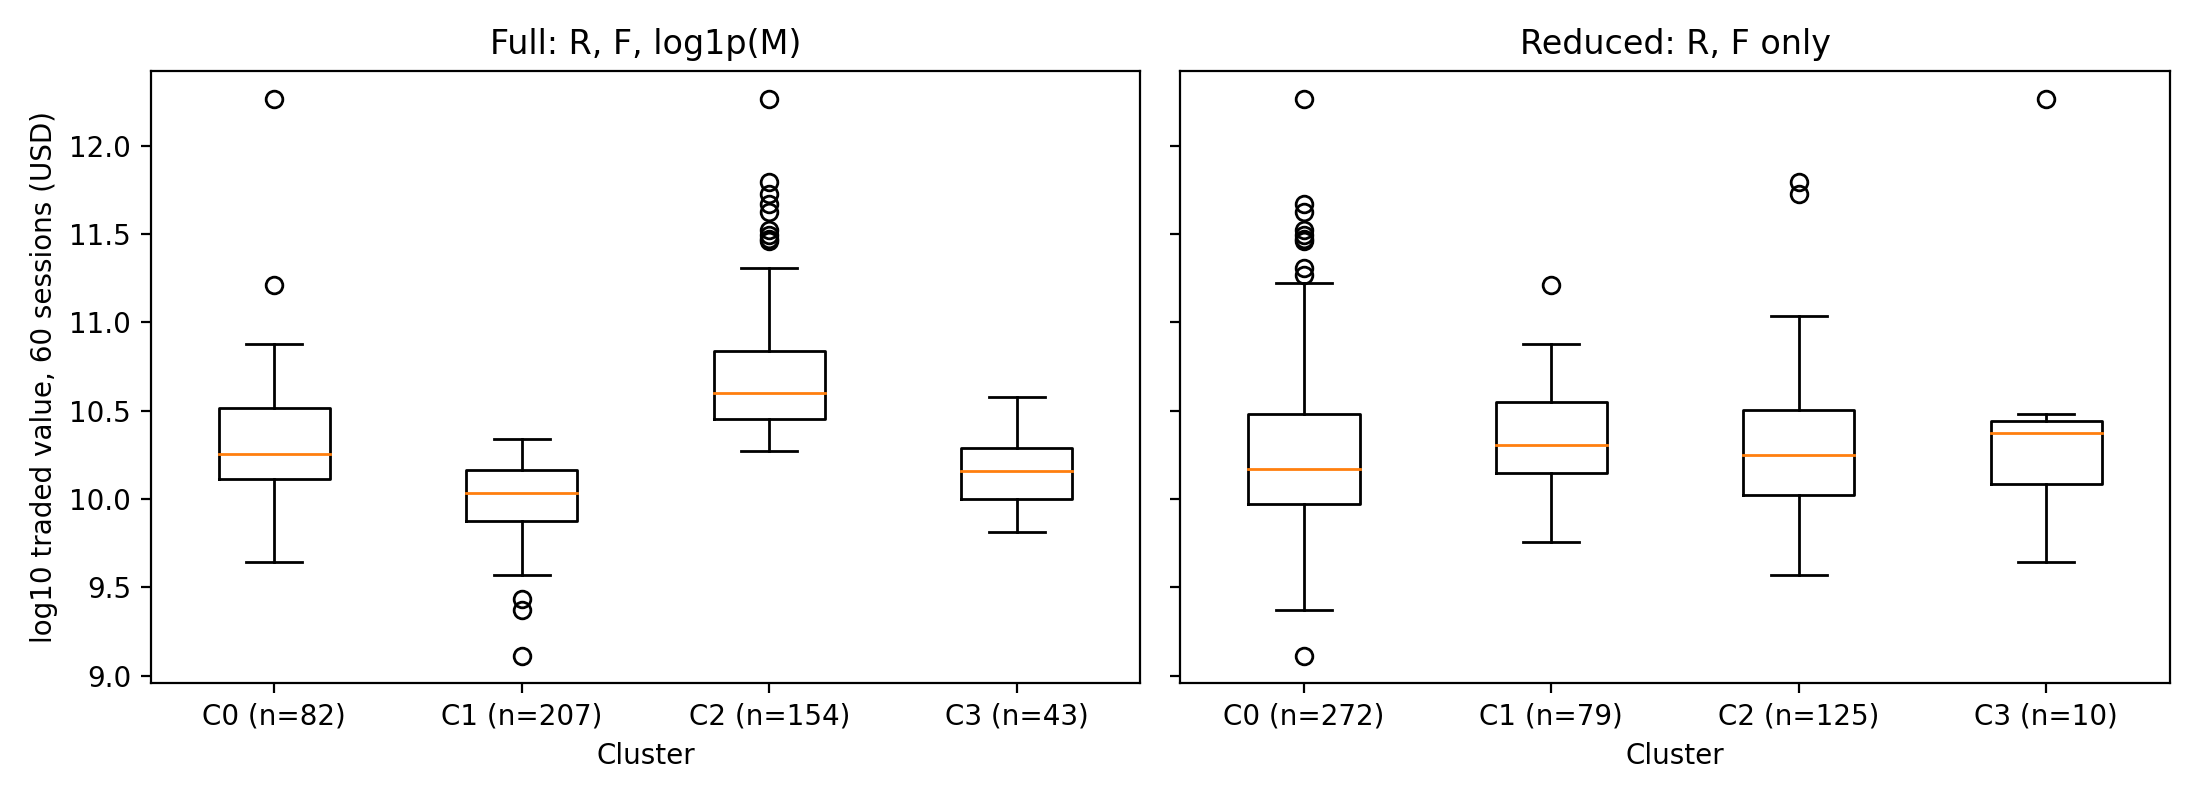 Full: R, F, log1p(M)
Reduced: R, F only
log10 traded value, 60 sessions (USD)
12.0
11.5
11.0
10.5
10.0
9.5
9.0
C0 (n=82) C1 (n=207) C2 (n=154) C3 (n=43)
Cluster
C0 (n=272) C1 (n=79) C2 (n=125) C3 (n=10)
Cluster